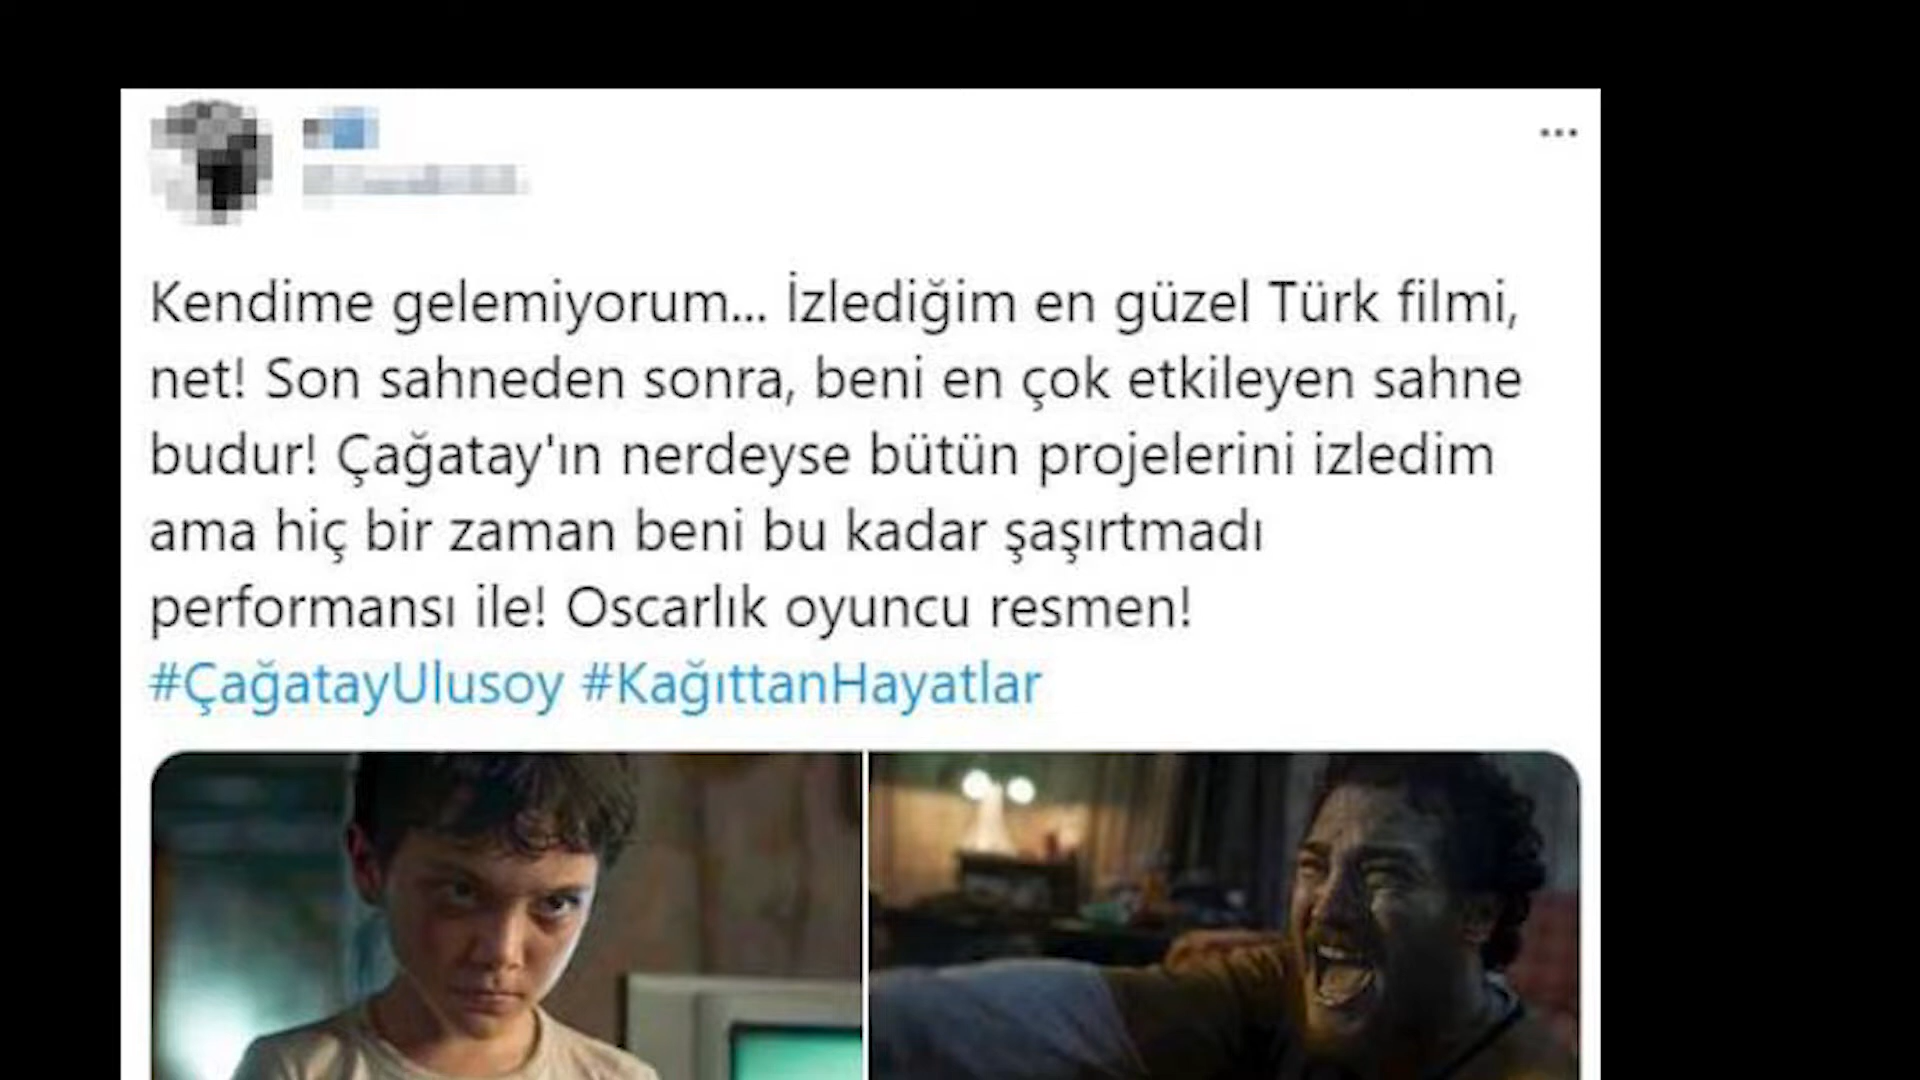 Kendime gelemiyorum... İzlediğim en güzel Türk filmi,
net! Son sahneden sonra, beni en çok etkileyen sahne
budur! Çağatay'ın nerdeyse bütün projelerini izledim
ama hiç bir zaman beni bu kadar şaşırtmadı
performansı ile! Oscarlık oyuncu resmen!
#ÇağatayUlusoy #KağıttanHayatlar